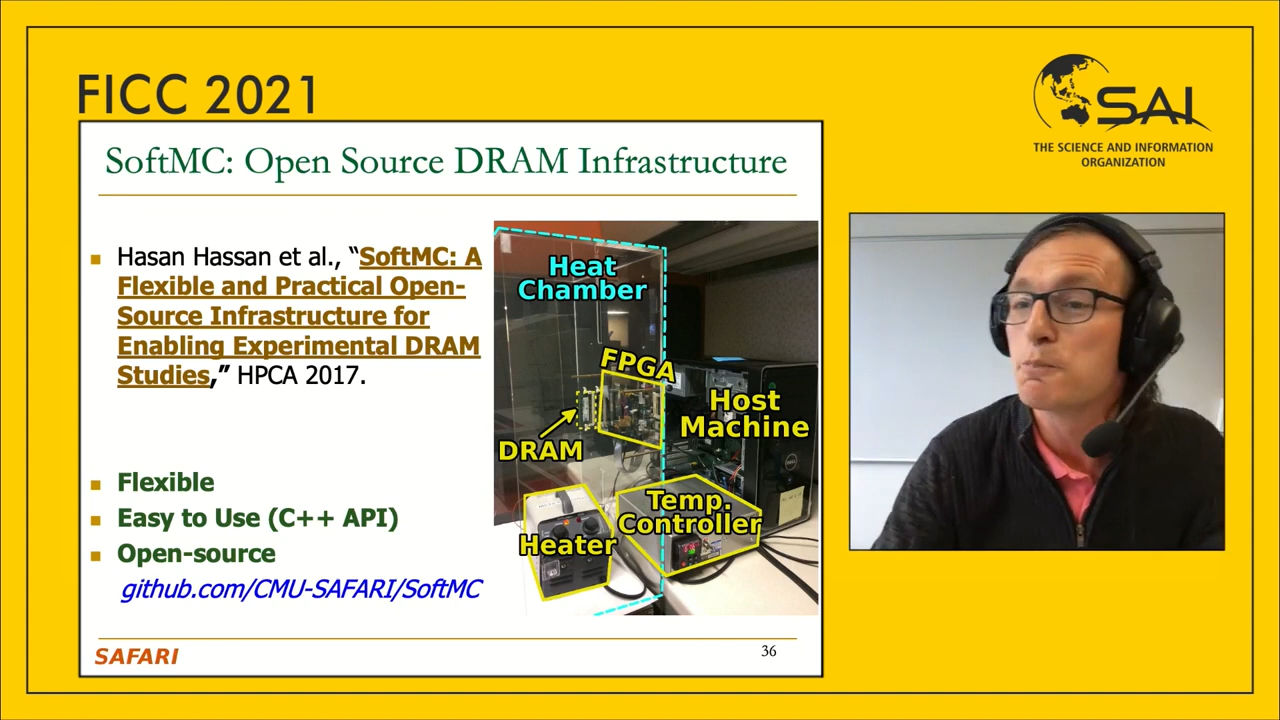 FICC 2021
SAI
THE SCIENCE AND INFORMATION
ORGANIZATION
SoftMC: Open Source DRAM Infrastructure
Hasan Hassan et al., “SoftMC: A
Flexible and Practical Open-
Source Infrastructure for
Enabling Experimental DRAM
Studies,” HPCA 2017.
Flexible
Easy to Use (C++ API)
Open-source
github.com/CMU-SAFARI/SoftMC
Heat
Chamber
FPGA
Host
Machine
DRAM
Temp.
Controller
Heater
DELL
SAFARI
36